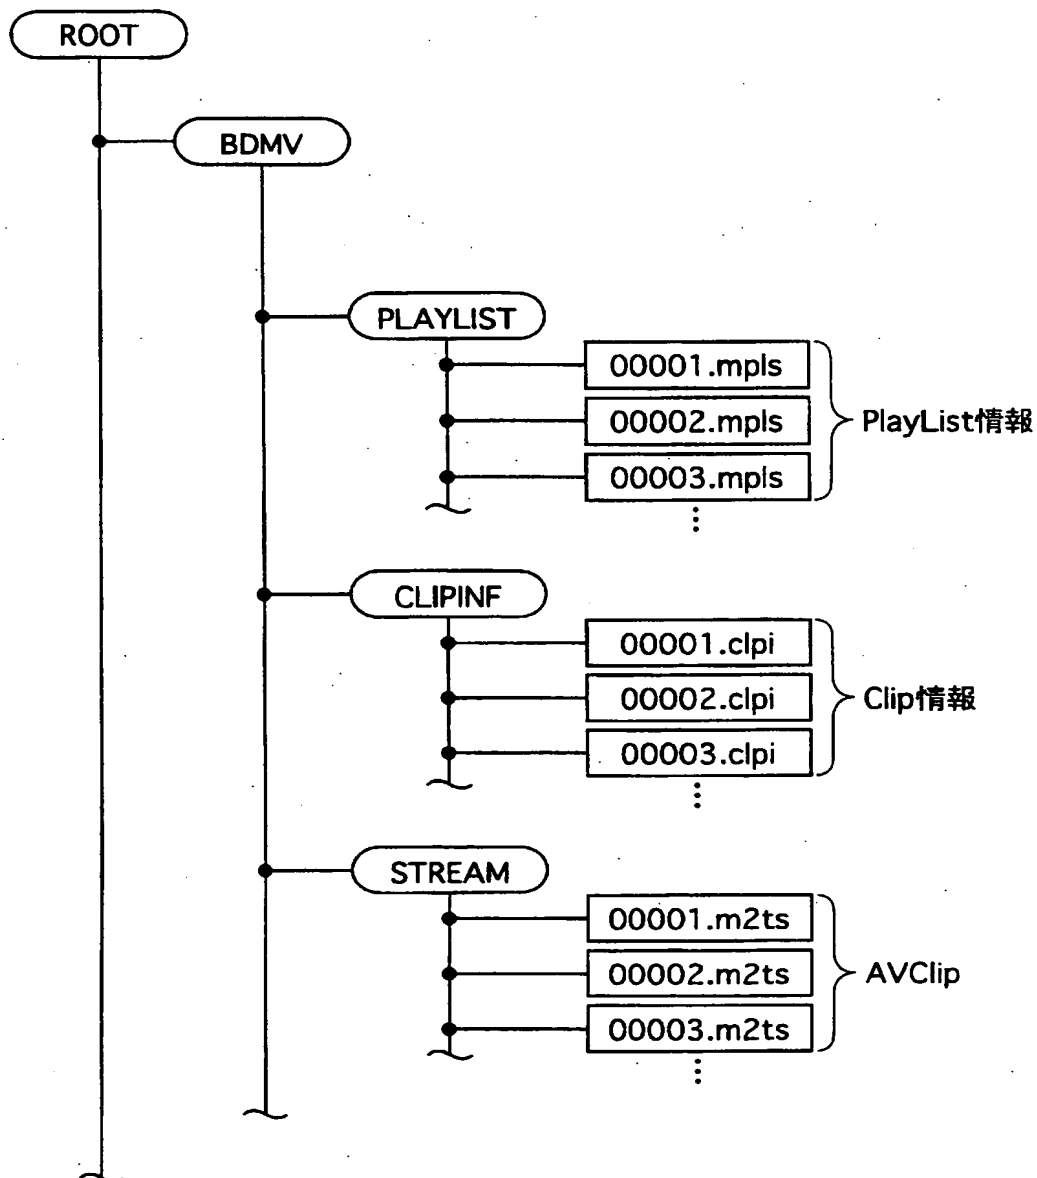 ROOT
BDMV
PLAYLIST
00001.mpls
00002.mpls
PlayList情報
00003.mpls
CLIPINF
00001.clpi
00002.clpi
Clip情報
00003.clpi
STREAM
00001.m2ts
00002.m2ts
AVClip
00003.m2ts